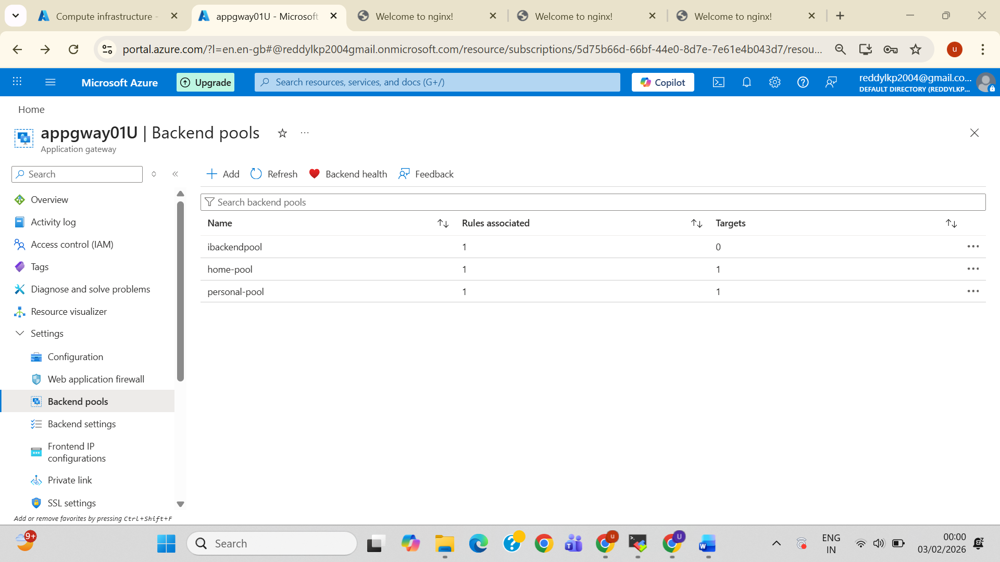 Compute infrastructure -
appgway01U - Microsoft
Welcome to nginx!
Welcome to nginx!
Welcome to nginx!
portal.azure.com/?l=en.en-gb#@reddylkp2004gmail.onmicrosoft.com/resource/subscriptions/5d75b66d-66bf-44e0-8d7e-7e61e4b043d7/resou...
u
Microsoft Azure
Upgrade
Search resources, services, and docs (G+/)
Copilot
reddylkp2004@gmail.co...
DEFAULT DIRECTORY (REDDYLKP...
Home
appgway01U | Backend pools
Application gateway
Search
Add
Refresh
Backend health
Feedback
Search backend pools
Name
Rules associated
Targets
ibackendpool
1
0
home-pool
1
1
personal-pool
1
1
Overview
Activity log
Access control (IAM)
Tags
Diagnose and solve problems
Resource visualizer
Settings
Configuration
Web application firewall
Backend pools
Backend settings
Frontend IP
configurations
Private link
SSL settings
Add or remove favorites by pressing Ctrl+Shift+F
9+
Search
ENG
IN
00:00
03/02/2026